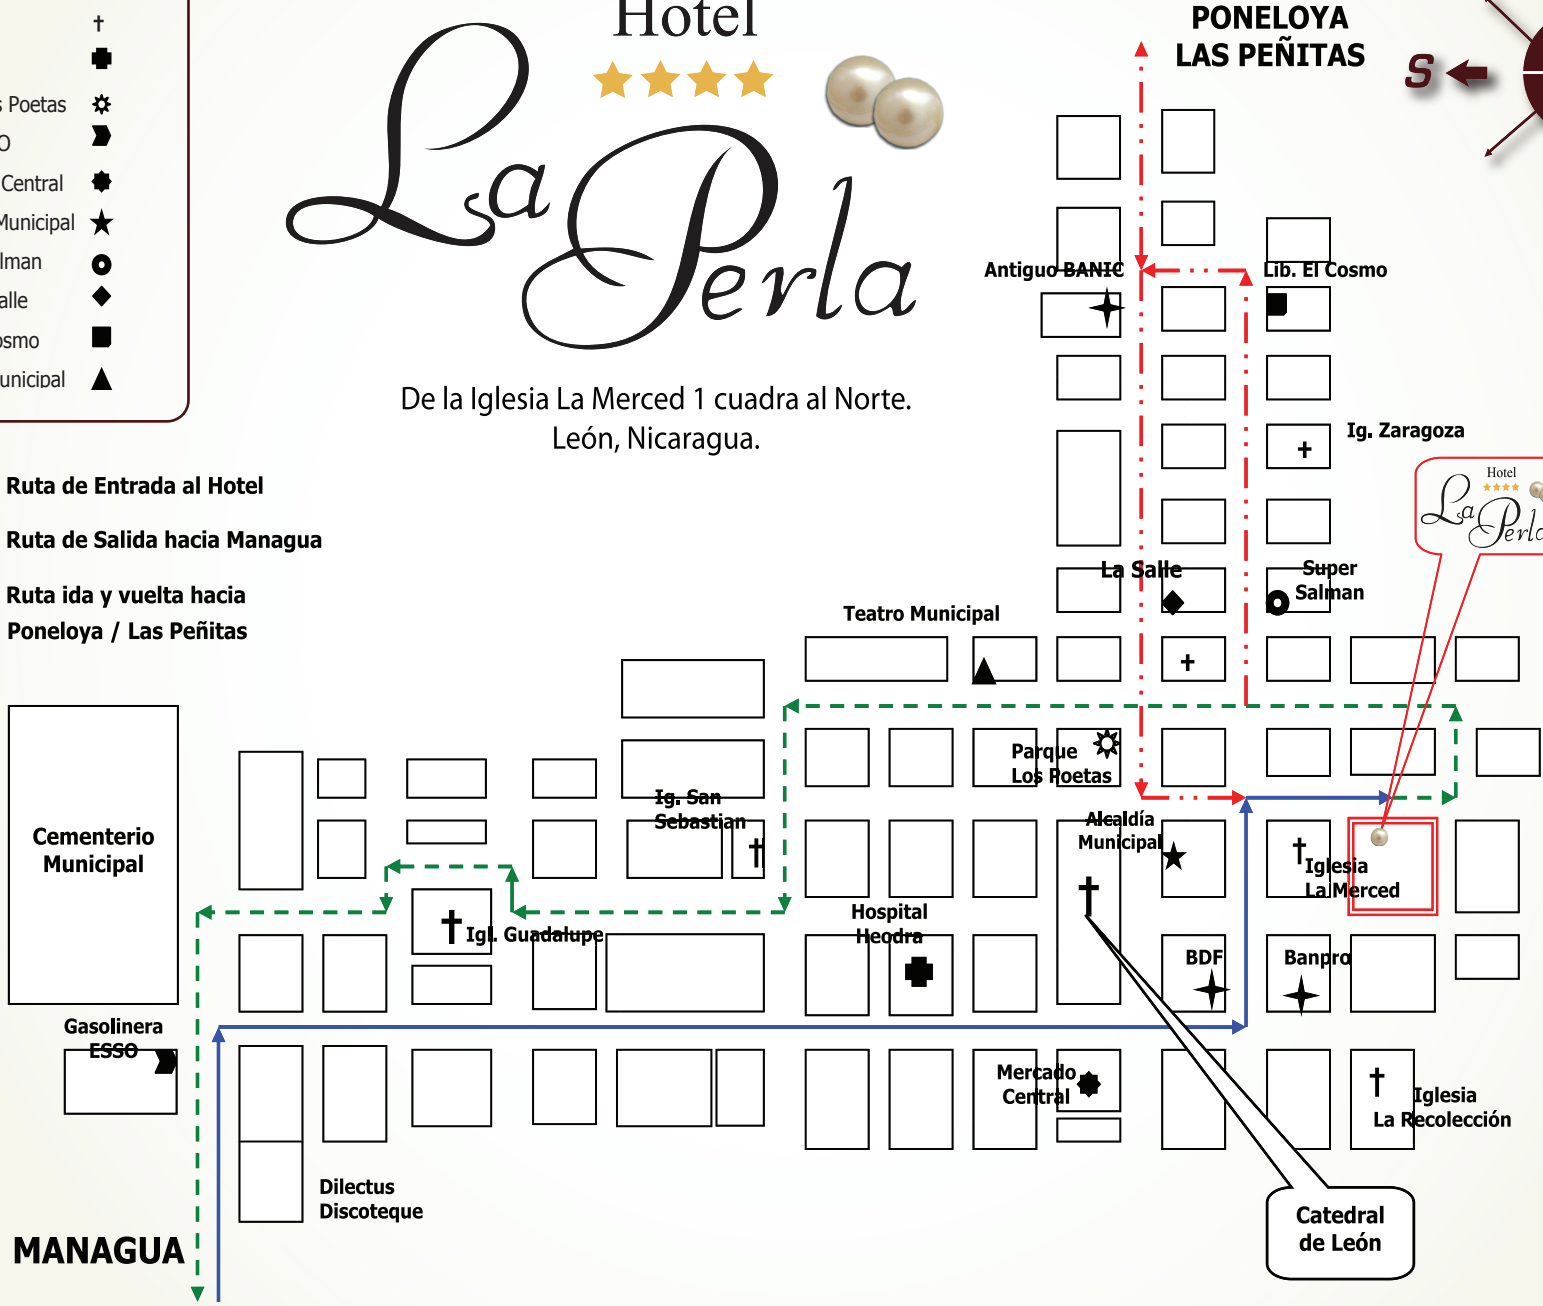 Hotel
La Perla
De la Iglesia La Merced 1 cuadra al Norte.
León, Nicaragua.
PONELOYA
LAS PEÑITAS
S
Poetas
Central
Municipal
Ruta de Entrada al Hotel
Ruta de Salida hacia Managua
Ruta ida y vuelta hacia
Poneloya / Las Peñitas
Antiguo BANIC
Lib. El Cosmo
Ig. Zaragoza
Hotel
La Perla
La Salle
Super
Salman
Teatro Municipal
Parque
Los Poetas
Ig. San
Sebastian
Alcaldía
Municipal
Iglesia
La Merced
Cementerio
Municipal
Hospital
Heodra
Igl. Guadalupe
BDF
Banpro
Gasolinera
ESSO
Mercado
Central
Iglesia
La Recolección
Dilectus
Discoteque
Catedral
de León
MANAGUA